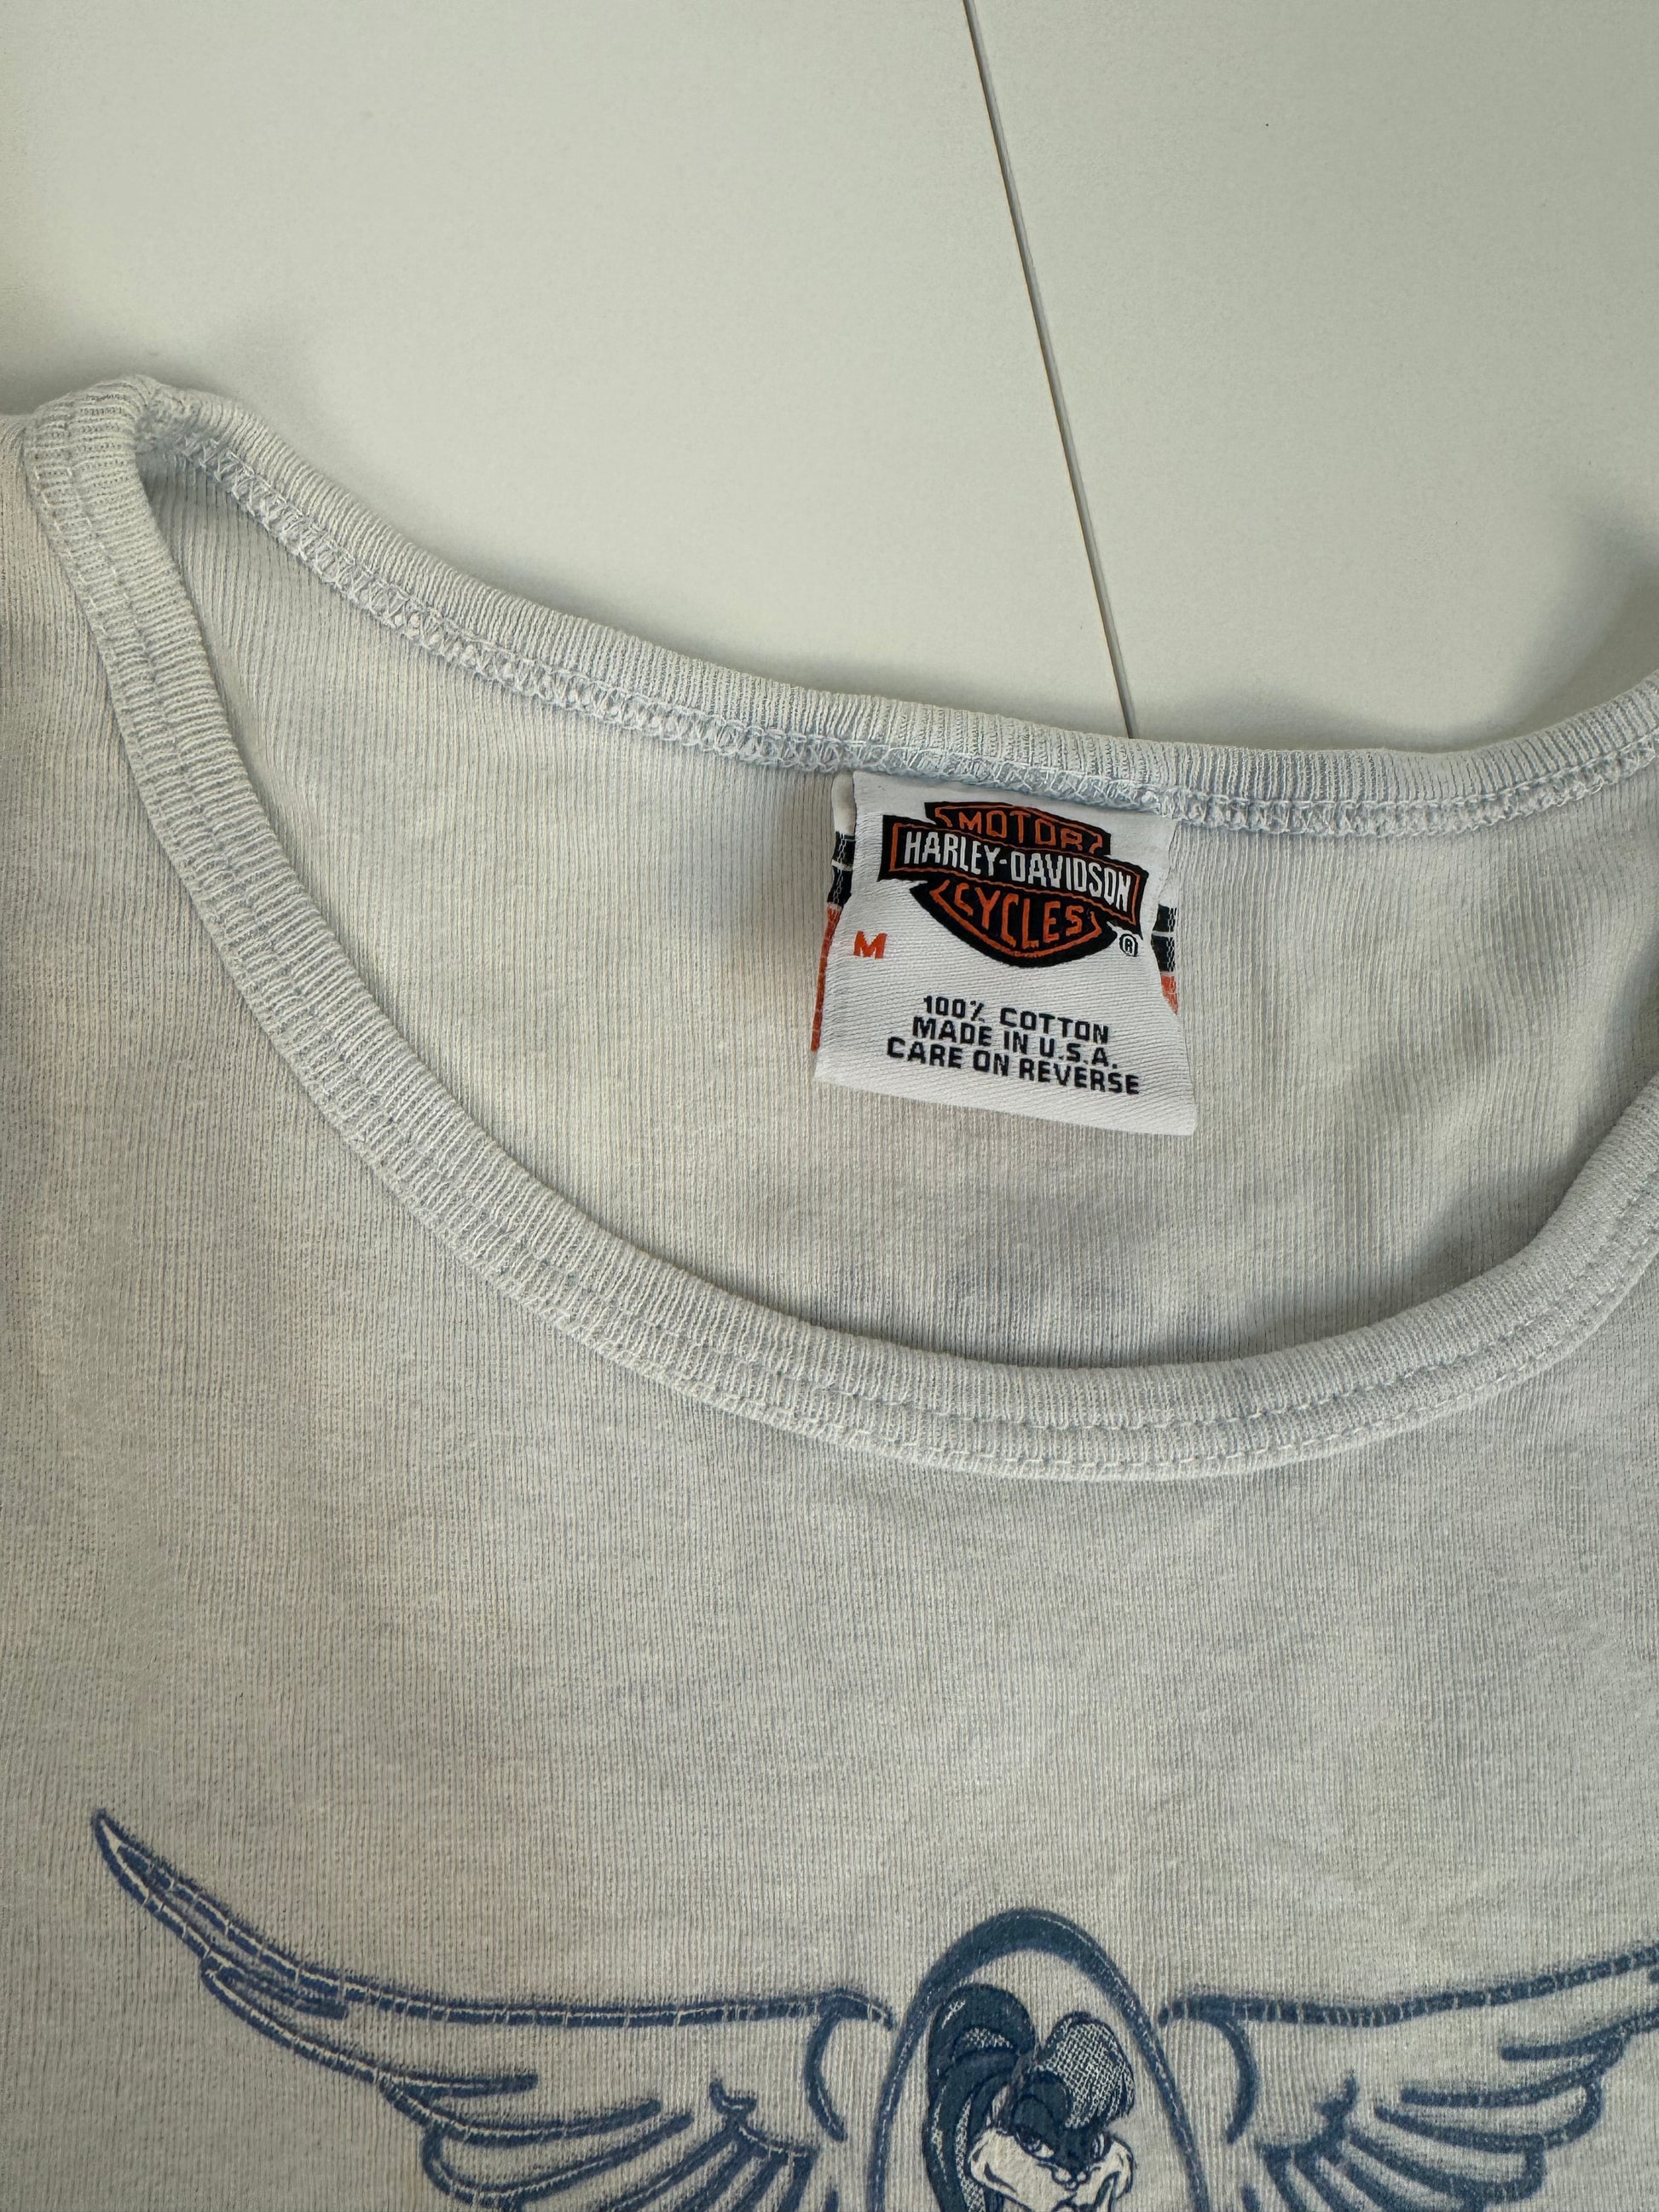 MOTOR
HARLEY-DAVIDSON
CYCLES
®
M
100% COTTON
MADE IN U.S.A.
CARE ON REVERSE